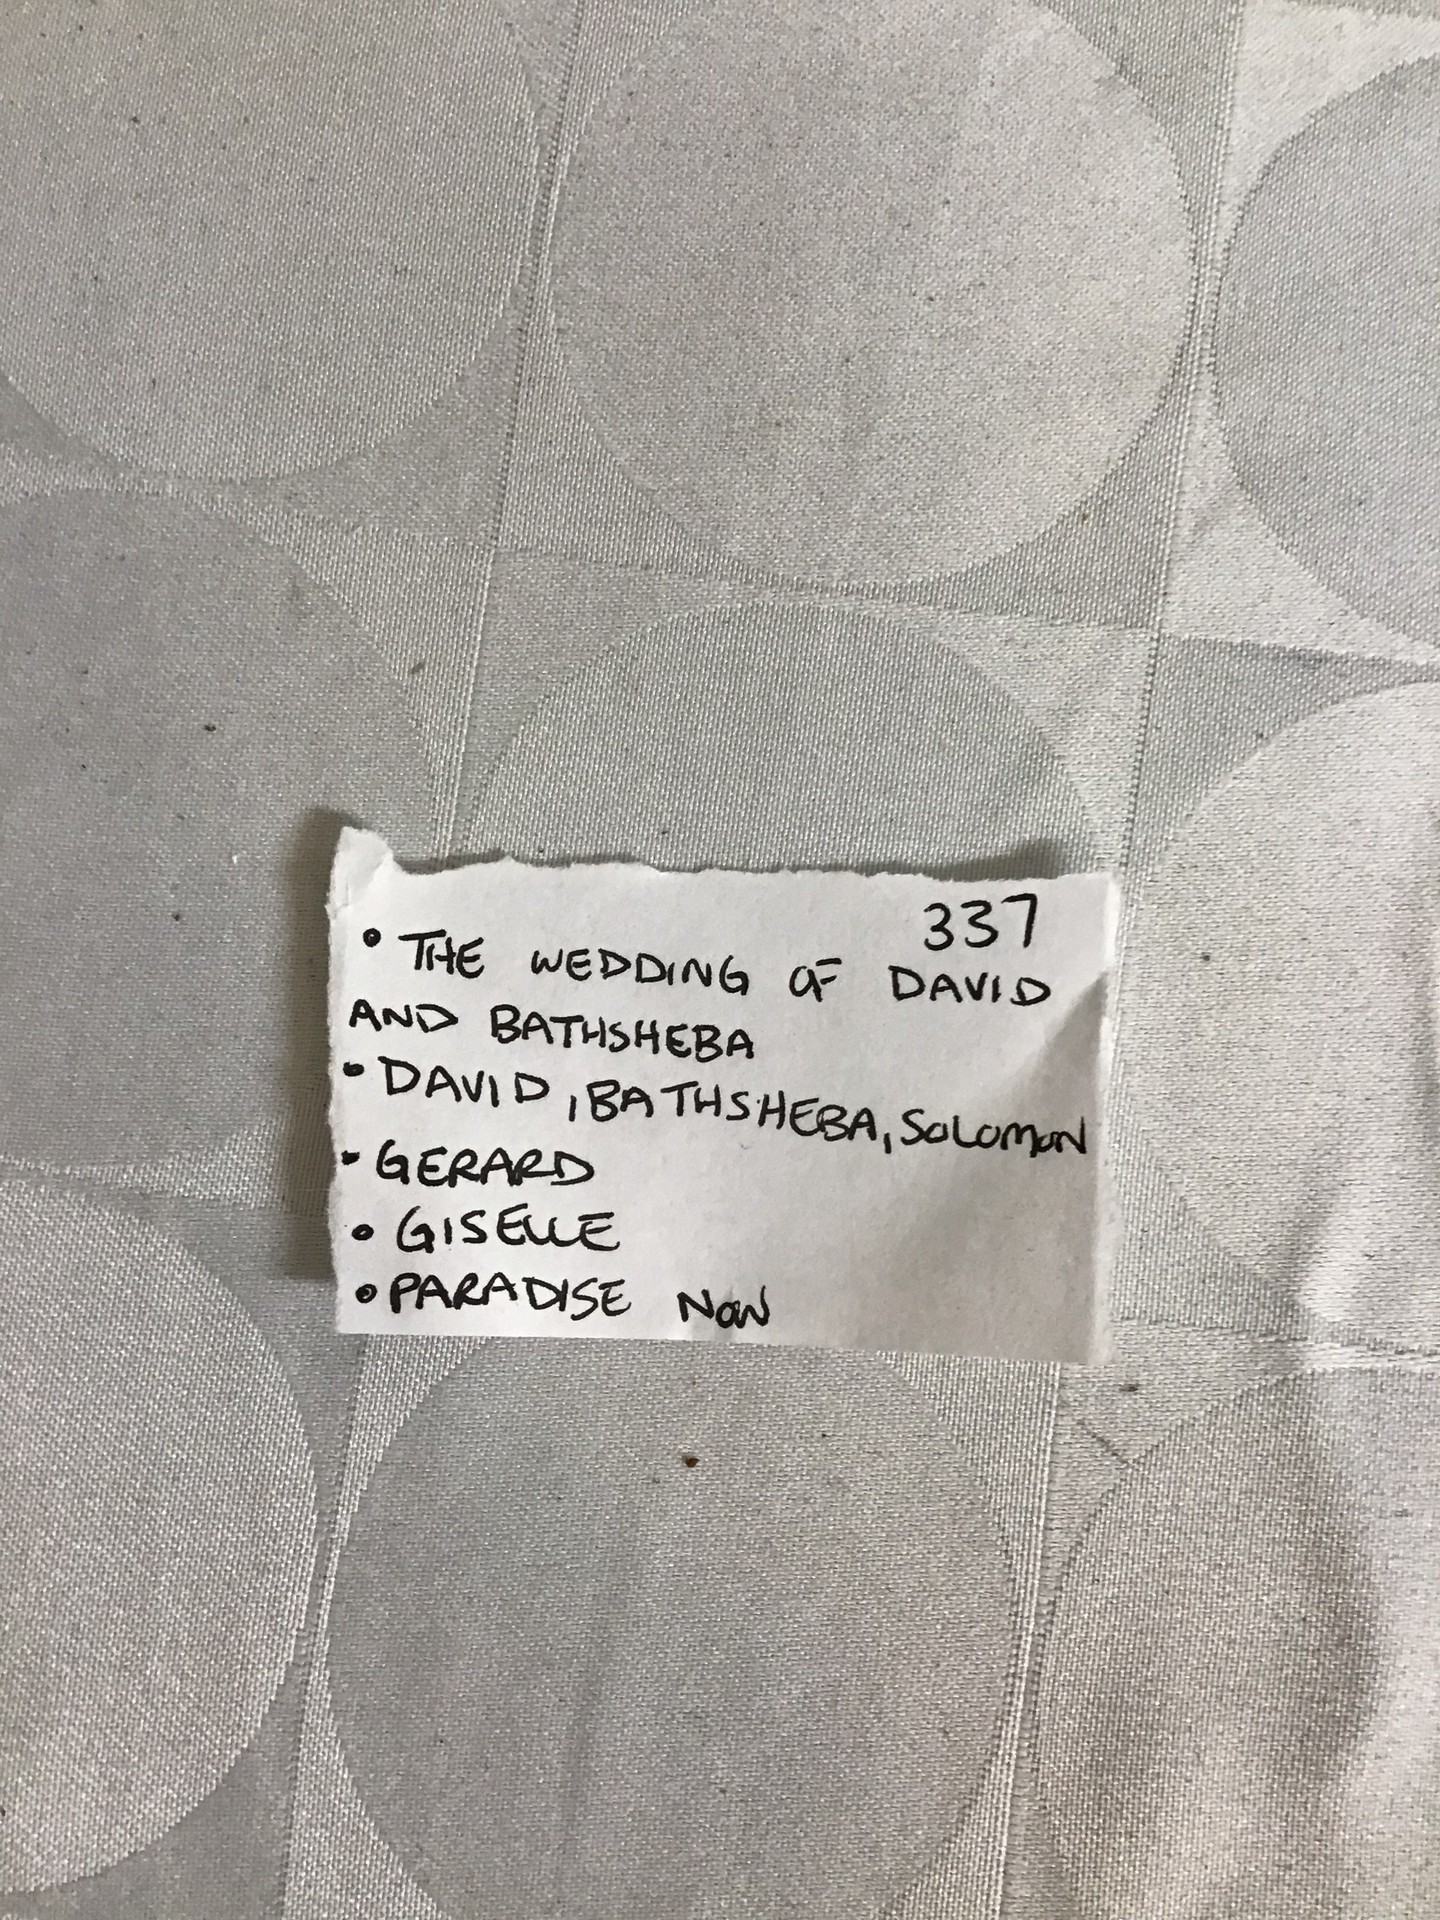 337
• THE WEDDING OF DAVID
AND BATHSHEBA
• DAVID, BATHSHEBA, SOLOMON
• GERARD
• GISELLE
• PARADISE NOW